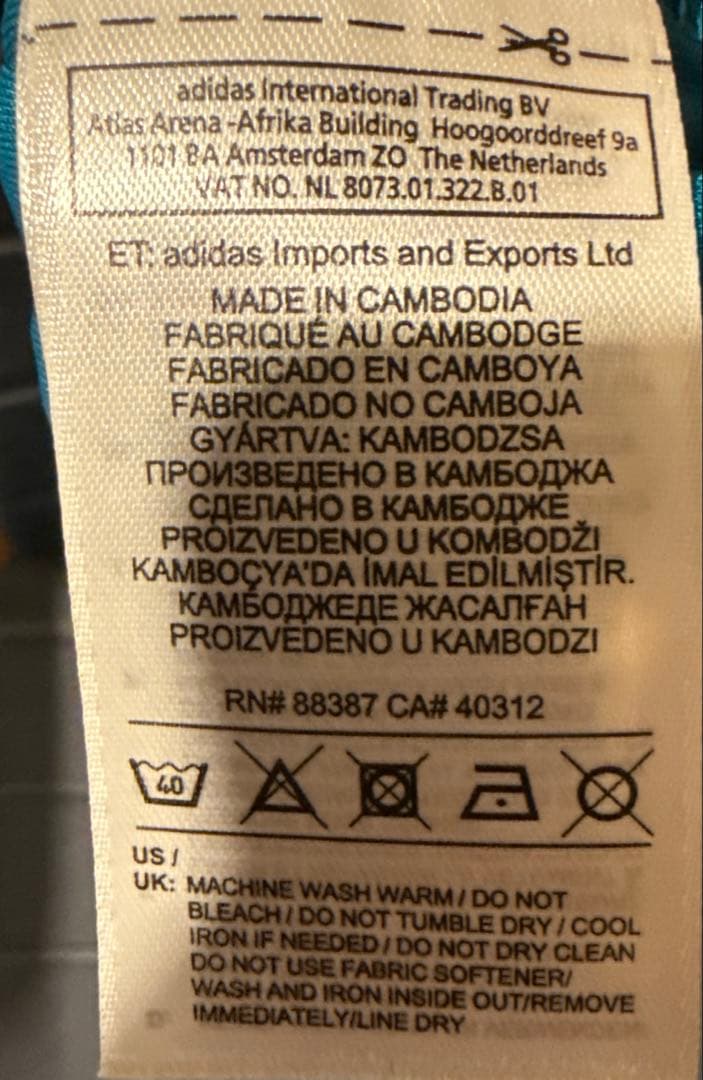 adidas International Trading BV
Atlas Arena -Afrika Building Hoogoorddreef 9a
1101 BA Amsterdam ZO The Netherlands
VAT NO. NL 8073.01.322.B.01
ET: adidas Imports and Exports Ltd
MADE IN CAMBODIA
FABRIQUÉ AU CAMBODGE
FABRICADO EN CAMBOYA
FABRICADO NO CAMBOJA
GYÁRTVA: KAMBODZSA
ПРОИЗВЕДЕНО В КАМБОДЖА
СДЕЛАНО В КАМБОДЖЕ
PROIZVEDENO U KOMBODŽI
KAMBOÇYA'DA İMAL EDİLMİŞTİR.
КАМБОДЖЕДЕ ЖАСАЛҒАН
PROIZVEDENO U KAMBODZI
RN# 88387 CA# 40312
40
US /
UK: MACHINE WASH WARM / DO NOT
BLEACH / DO NOT TUMBLE DRY / COOL
IRON IF NEEDED / DO NOT DRY CLEAN
DO NOT USE FABRIC SOFTENER/
WASH AND IRON INSIDE OUT/REMOVE
IMMEDIATELY/LINE DRY